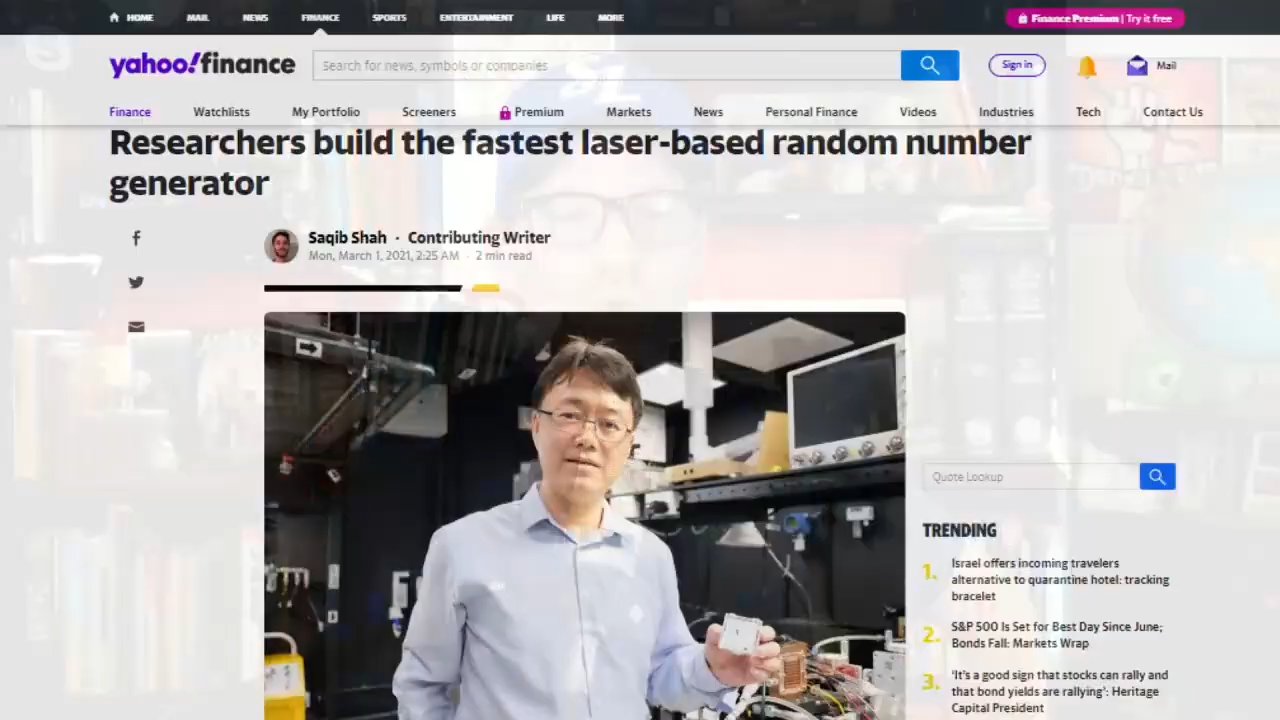 HOME MAIL NEWS FINANCE SPORTS ENTERTAINMENT LIFE MORE Finance Premium | Try it free
yahoo!finance Search for news, symbols or companies Sign in Mail
Finance Watchlists My Portfolio Screeners Premium Markets News Personal Finance Videos Industries Tech Contact Us
Researchers build the fastest laser-based random number
generator
Saqib Shah · Contributing Writer
Mon, March 1, 2021, 2:25 AM · 2 min read
Quote Lookup
TRENDING
1. Israel offers incoming travelers
alternative to quarantine hotel: tracking
bracelet
2. S&P 500 Is Set for Best Day Since June;
Bonds Fall: Markets Wrap
3. 'It's a good sign that stocks can rally and
that bond yields are rallying': Heritage
Capital President